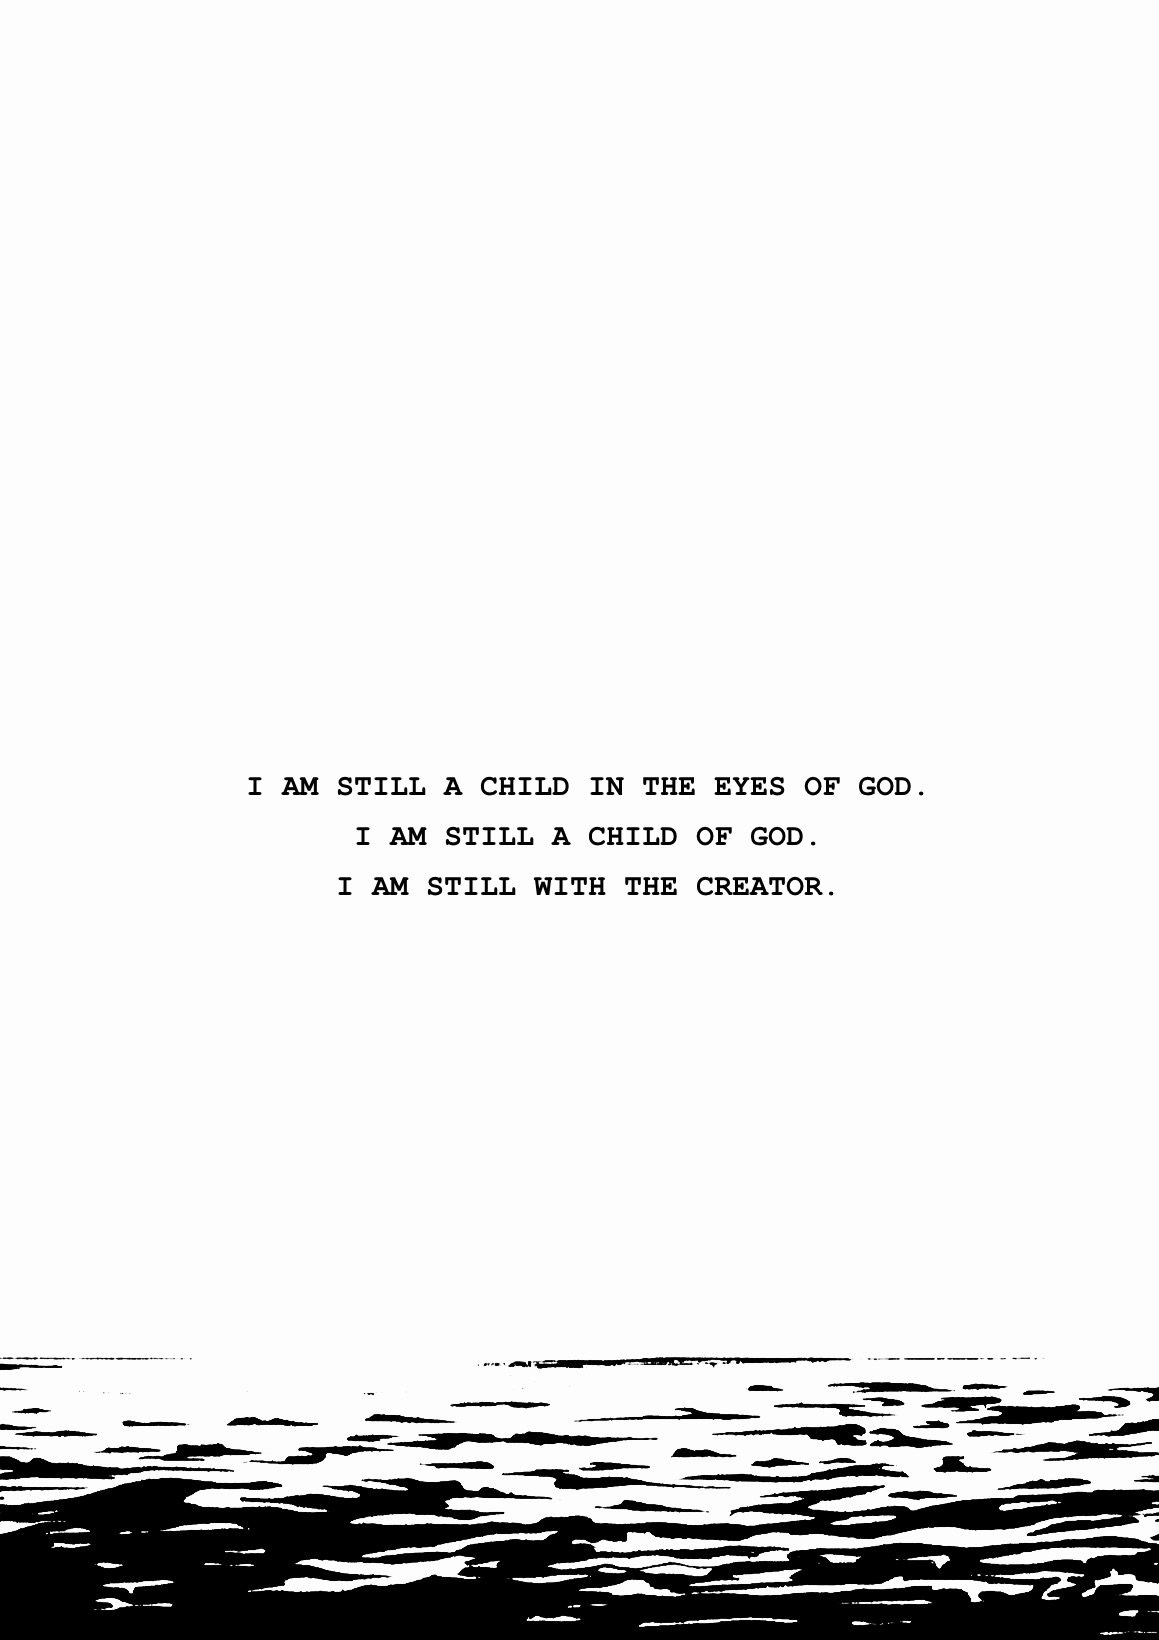 I AM STILL A CHILD IN THE EYES OF GOD.
I AM STILL A CHILD OF GOD.
I AM STILL WITH THE CREATOR.